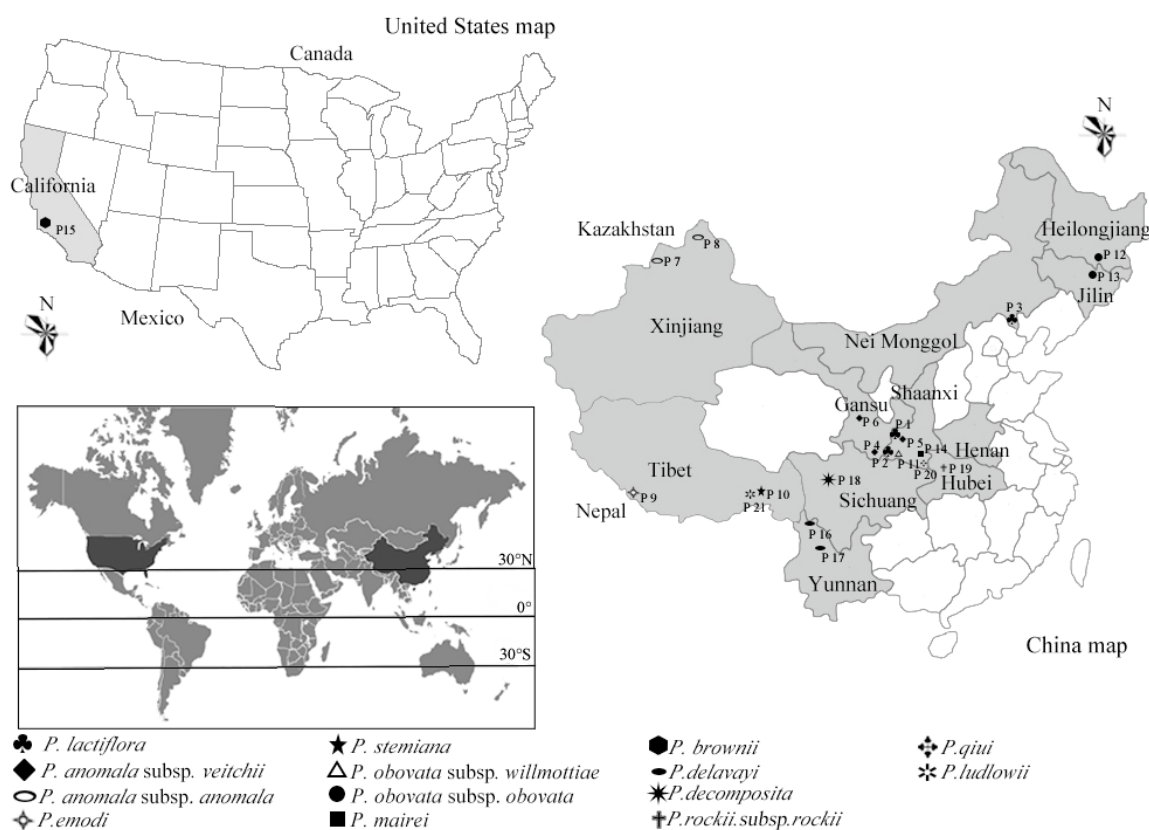 United States map
Canada
California
P15
Mexico
N
N
Kazakhstan
P 8
P 7
Xinjiang
Heilongjiang
P 12
P 13
Jilin
P 3
Nei Monggol
Shaanxi
Gansu
P 6
P.1
P 5
P 4
P 2
P 11
P 14
Henan
P 20
P 19
Hubei
Tibet
P 9
Nepal
P 10
P 21
P 18
Sichuang
P 16
P 17
Yunnan
China map
30°N
0°
30°S
P. lactiflora
P. anomala subsp. veitchii
P. anomala subsp. anomala
P.emodi
P. stemiana
P. obovata subsp. willmottiae
P. obovata subsp. obovata
P. mairei
P. brownii
P.delavayi
P.decomposita
P.rockii.subsp.rockii
P.qiui
P.ludlowii